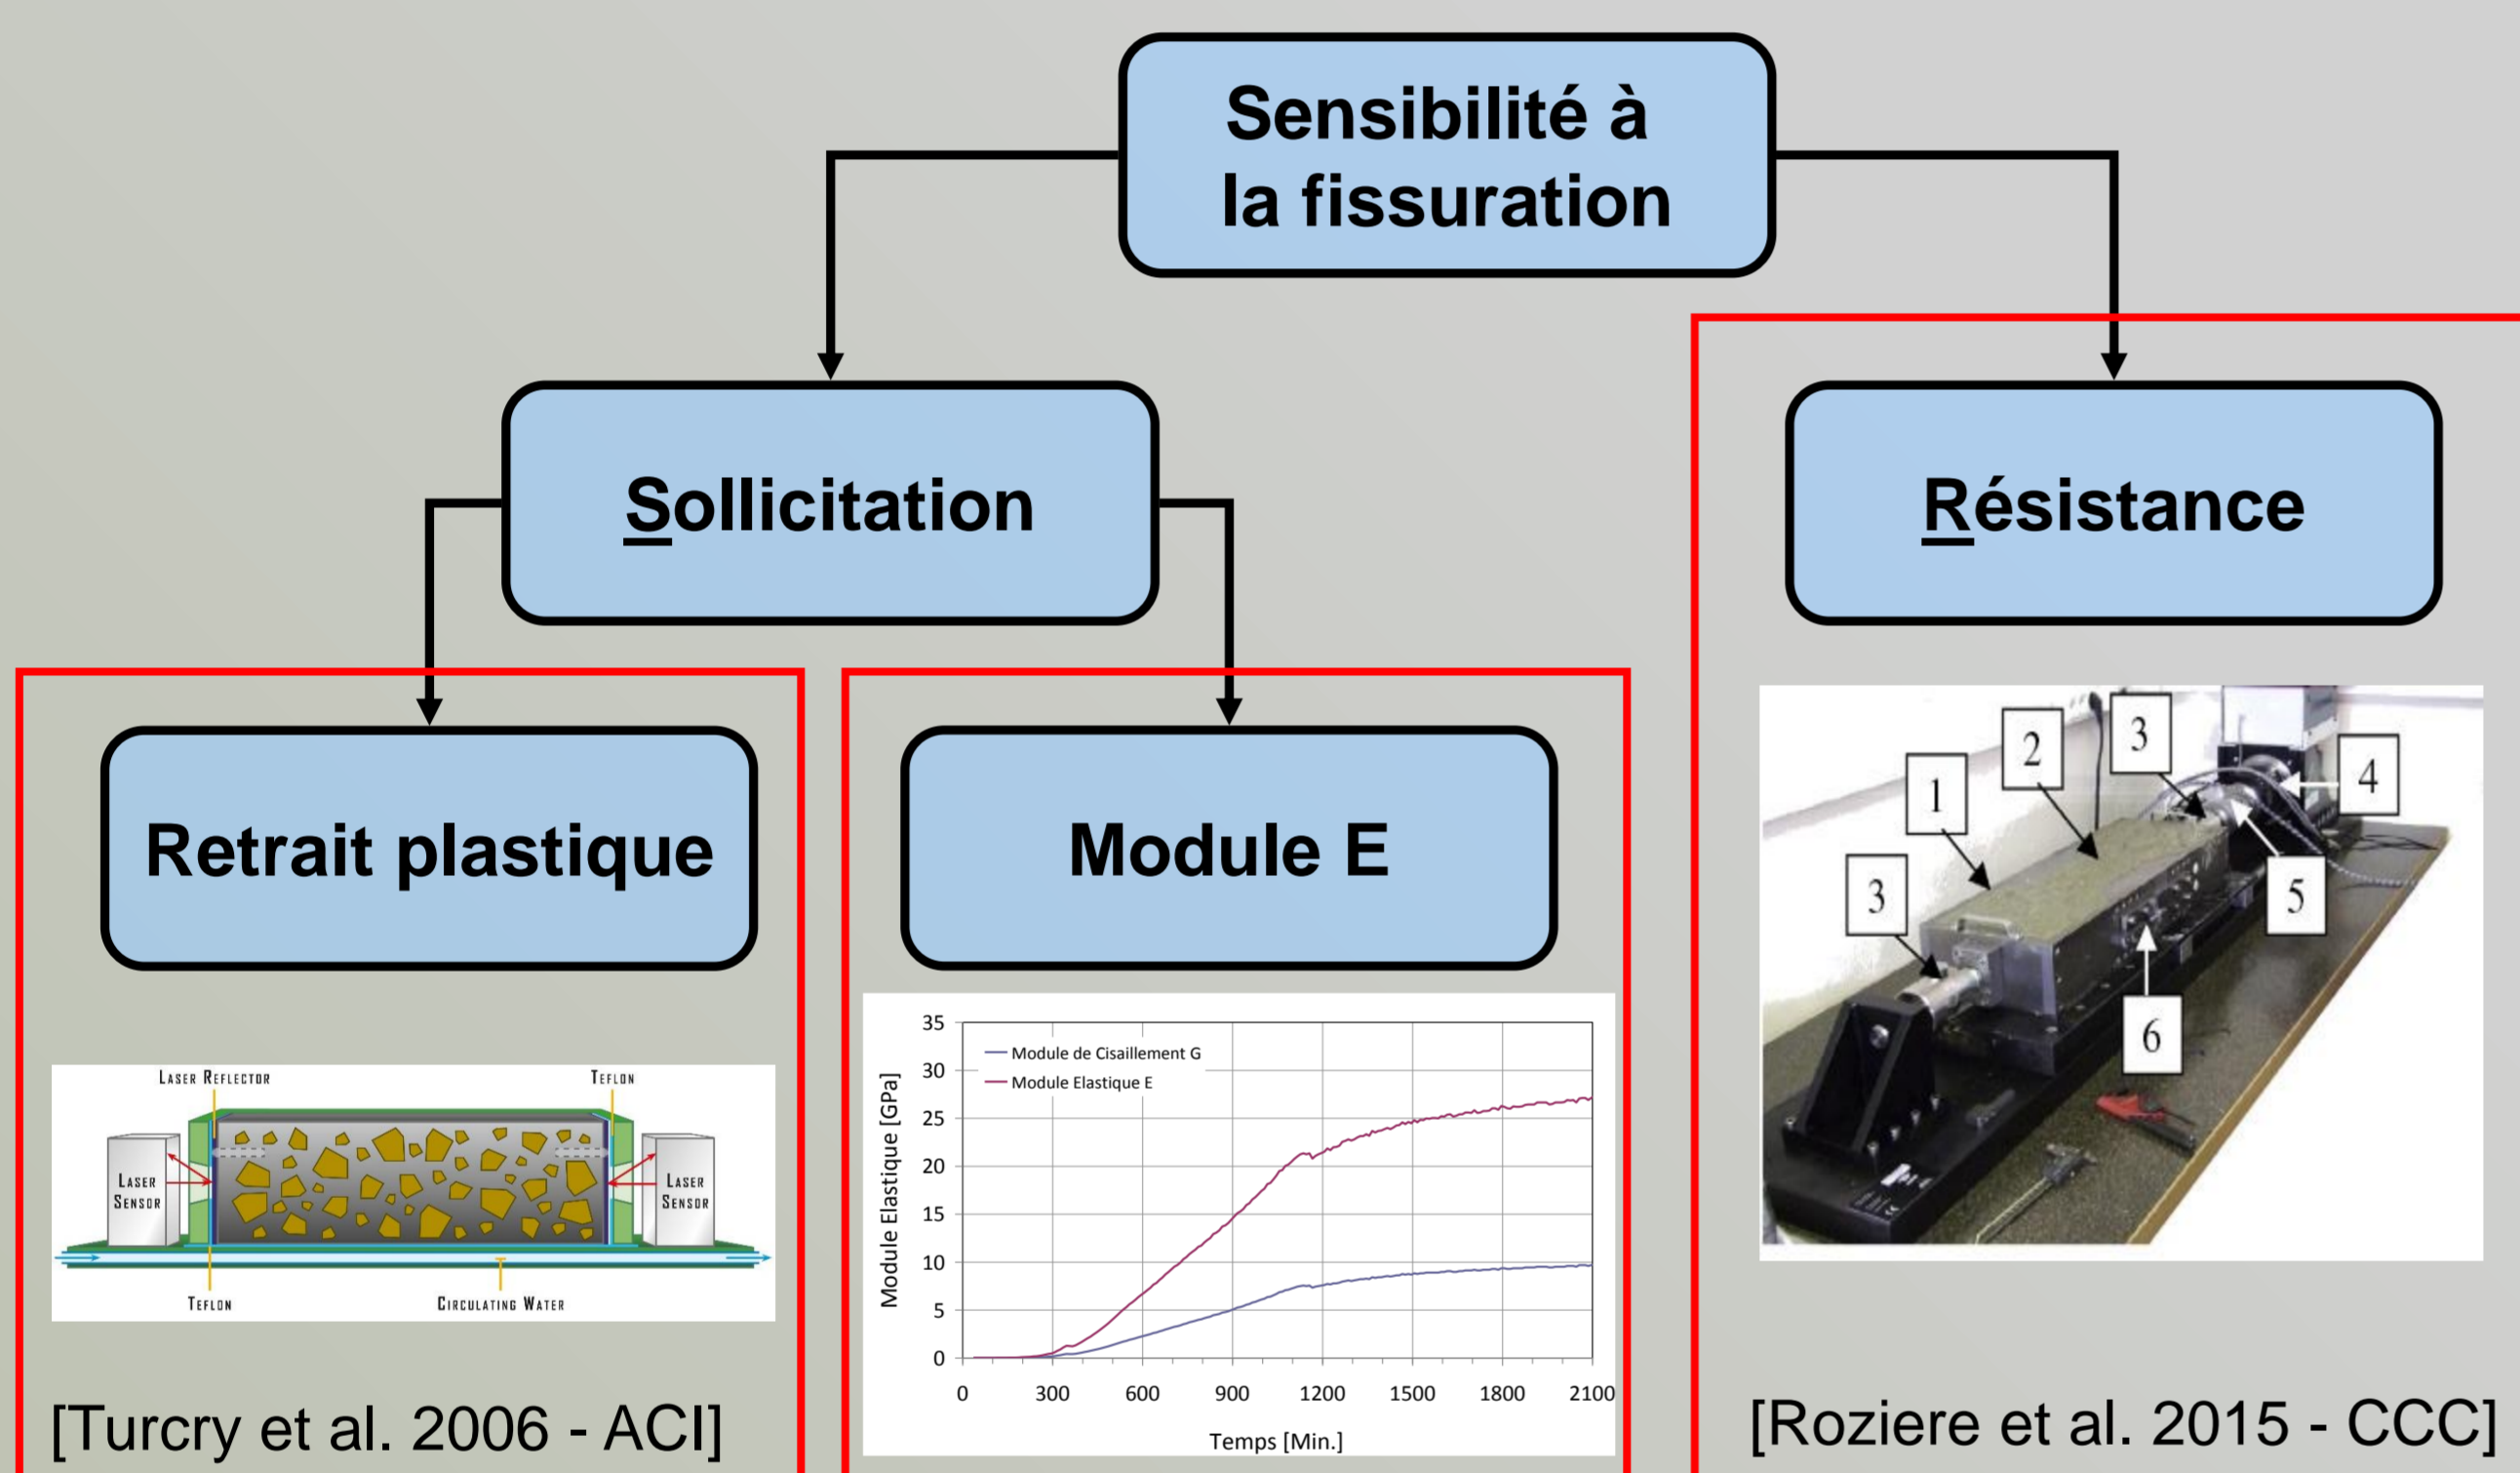 Sensibilité à
la fissuration
Sollicitation
Résistance
Retrait plastique
Module E
LASER REFLECTOR
TEFLON
LASER
SENSOR
LASER
SENSOR
TEFLON
CIRCULATING WATER
[Turcry et al. 2006 - ACI]
Module Elastique [GPa]
35
30
25
20
15
10
5
0
Module de Cisaillement G
Module Elastique E
0 300 600 900 1200 1500 1800 2100
Temps [Min.]
1
2
3
4
3
5
6
[Roziere et al. 2015 - CCC]